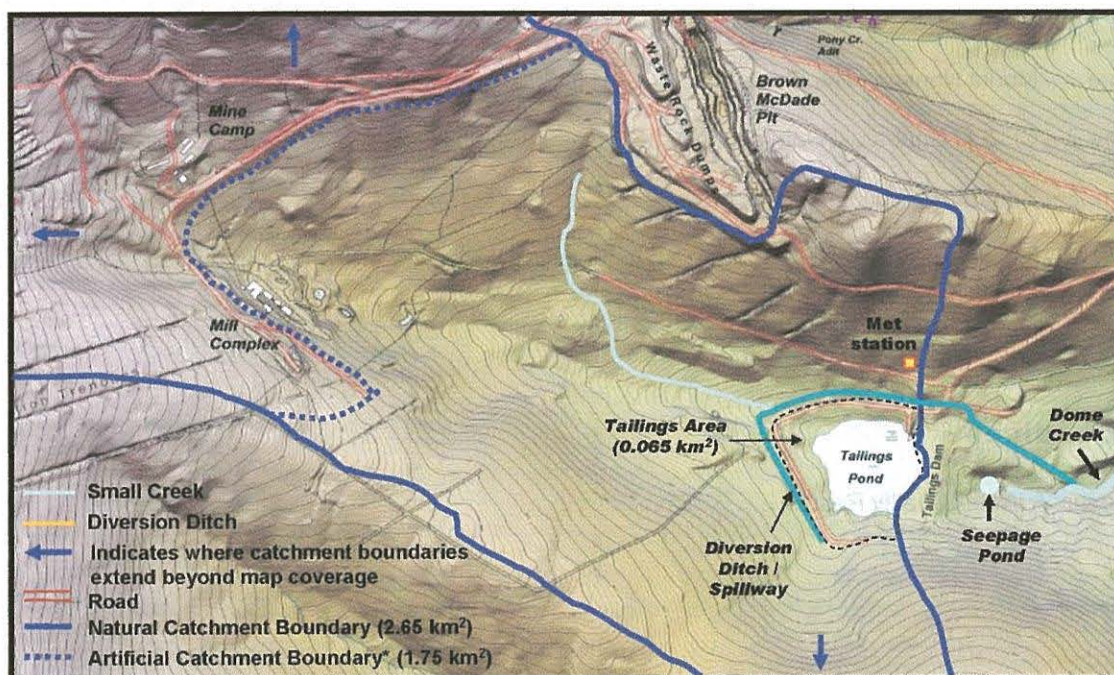 Pony Cr.
Adit
Mine
Camp
Waste Rock Dumps
Brown
McDade
Pit
Mill
Complex
Met
station
Tailings Area
(0.065 km²)
Tailings
Pond
Tailings Dam
Dome
Creek
Seepage
Pond
Diversion
Ditch /
Spillway
Small Creek
Diversion Ditch
Indicates where catchment boundaries
extend beyond map coverage
Road
Natural Catchment Boundary (2.65 km²)
Artificial Catchment Boundary* (1.75 km²)